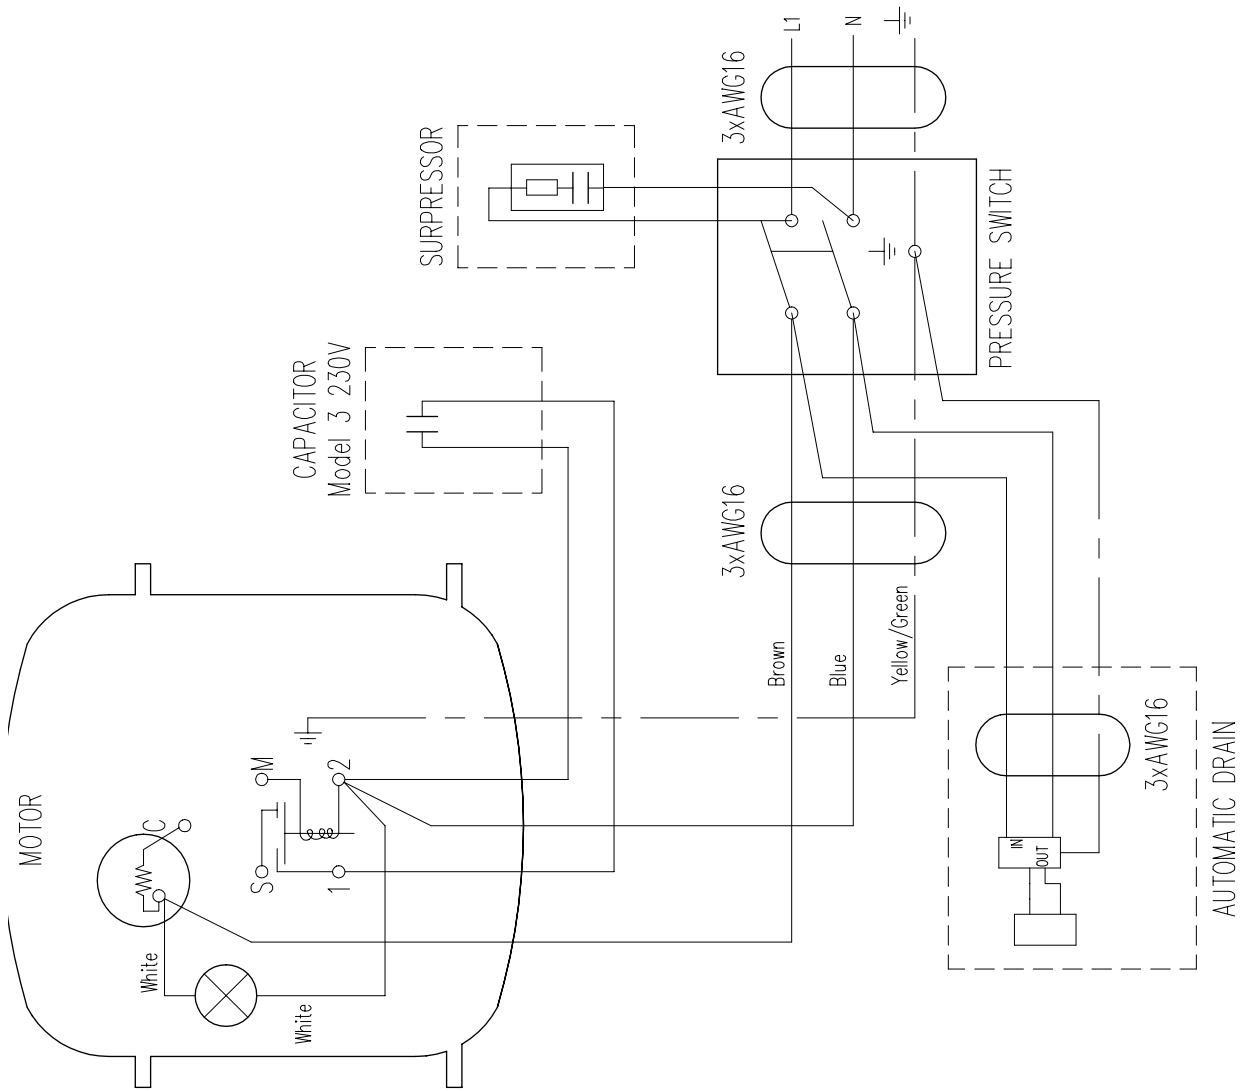 MOTOR
C
S
M
1
2
White
White
CAPACITOR
Model 3 230V
SURPRESSOR
3xAWG16
L1
N
PRESSURE SWITCH
3xAWG16
Brown
Blue
Yellow/Green
3xAWG16
IN
OUT
AUTOMATIC DRAIN